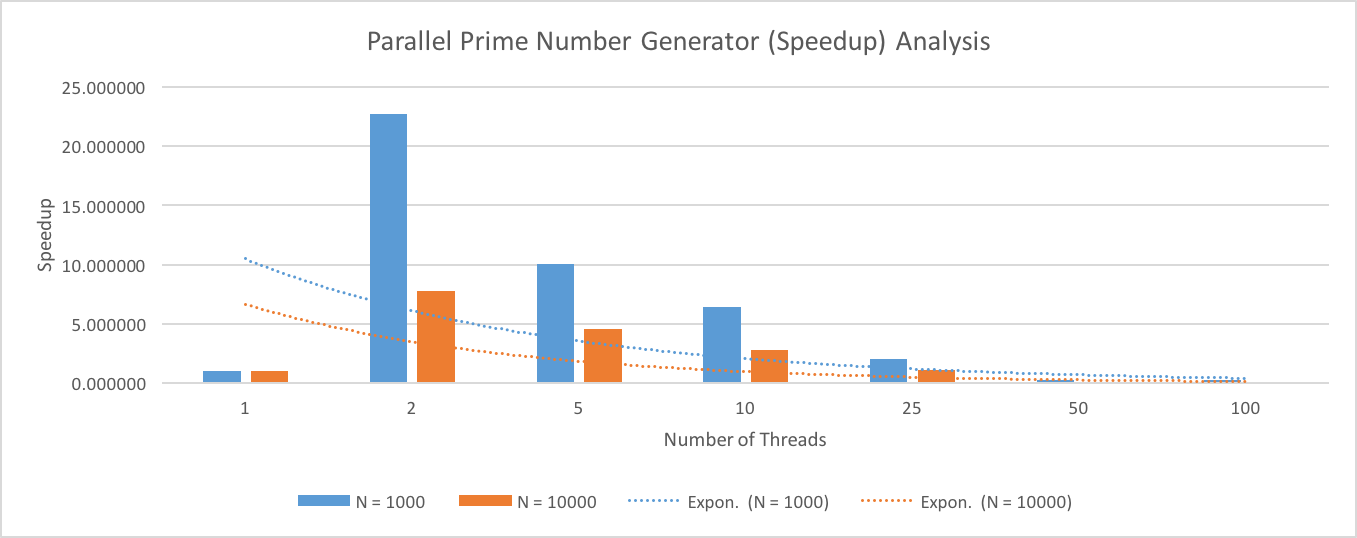 Parallel Prime Number Generator (Speedup) Analysis
25.000000
20.000000
15.000000
10.000000
5.000000
0.000000
Speedup
1 2 5 10 25 50 100
Number of Threads
N = 1000 N = 10000 Expon. (N = 1000) Expon. (N = 10000)